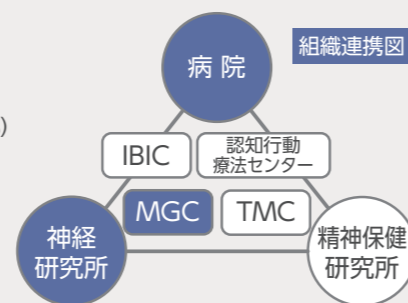 組織連携図
病院
)
IBIC
認知行動
療法センター
MGC
TMC
神経
研究所
精神保健
研究所